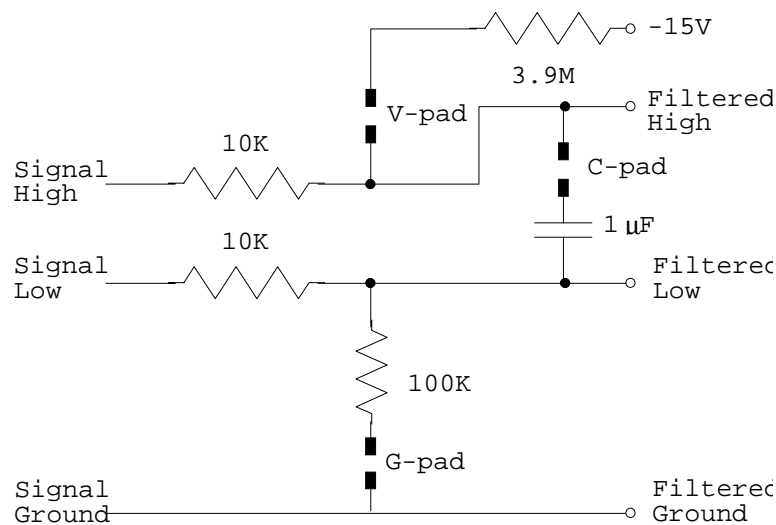 -15V
3.9M
Filtered
High
V-pad
10K
C-pad
Signal
High
1 µF
10K
Signal
Low
Filtered
Low
100K
G-pad
Signal
Ground
Filtered
Ground